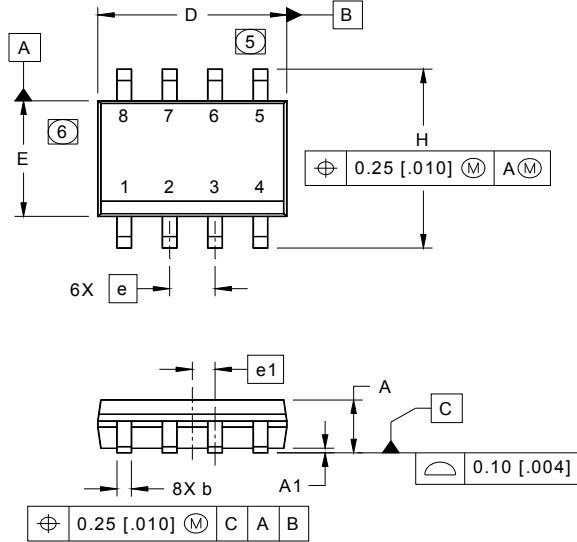 D
B
5
A
8 7 6 5
6
E
H
⌖ 0.25 [.010] Ⓜ A Ⓜ
1 2 3 4
6X e
e1
A
C
A1
⌓ 0.10 [.004]
8X b
⌖ 0.25 [.010] Ⓜ C A B